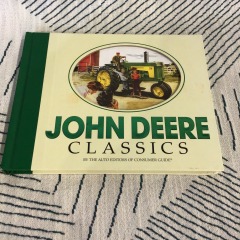 JOHN DEERE
CLASSICS
BY THE AUTO EDITORS OF CONSUMER GUIDE®